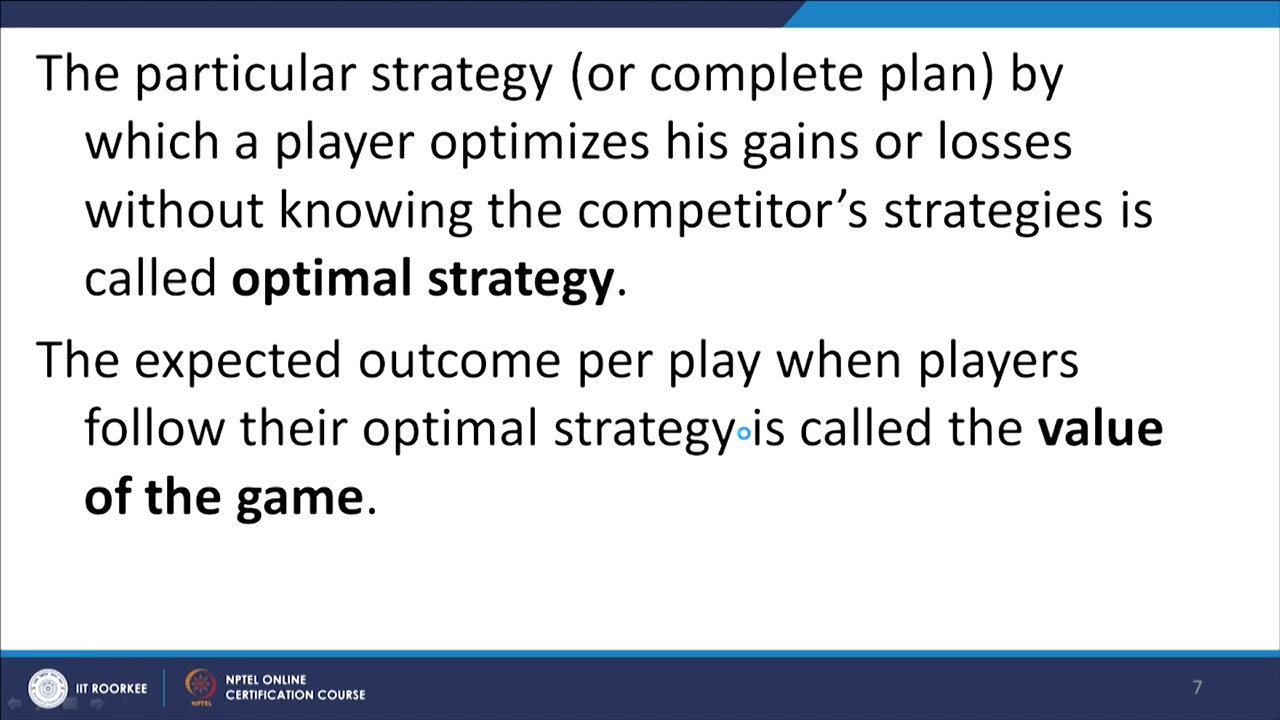 The particular strategy (or complete plan) by
which a player optimizes his gains or losses
without knowing the competitor’s strategies is
called optimal strategy.
The expected outcome per play when players
follow their optimal strategy is called the value
of the game.
IIT ROORKEE
NPTEL ONLINE
CERTIFICATION COURSE
NPTEL
7